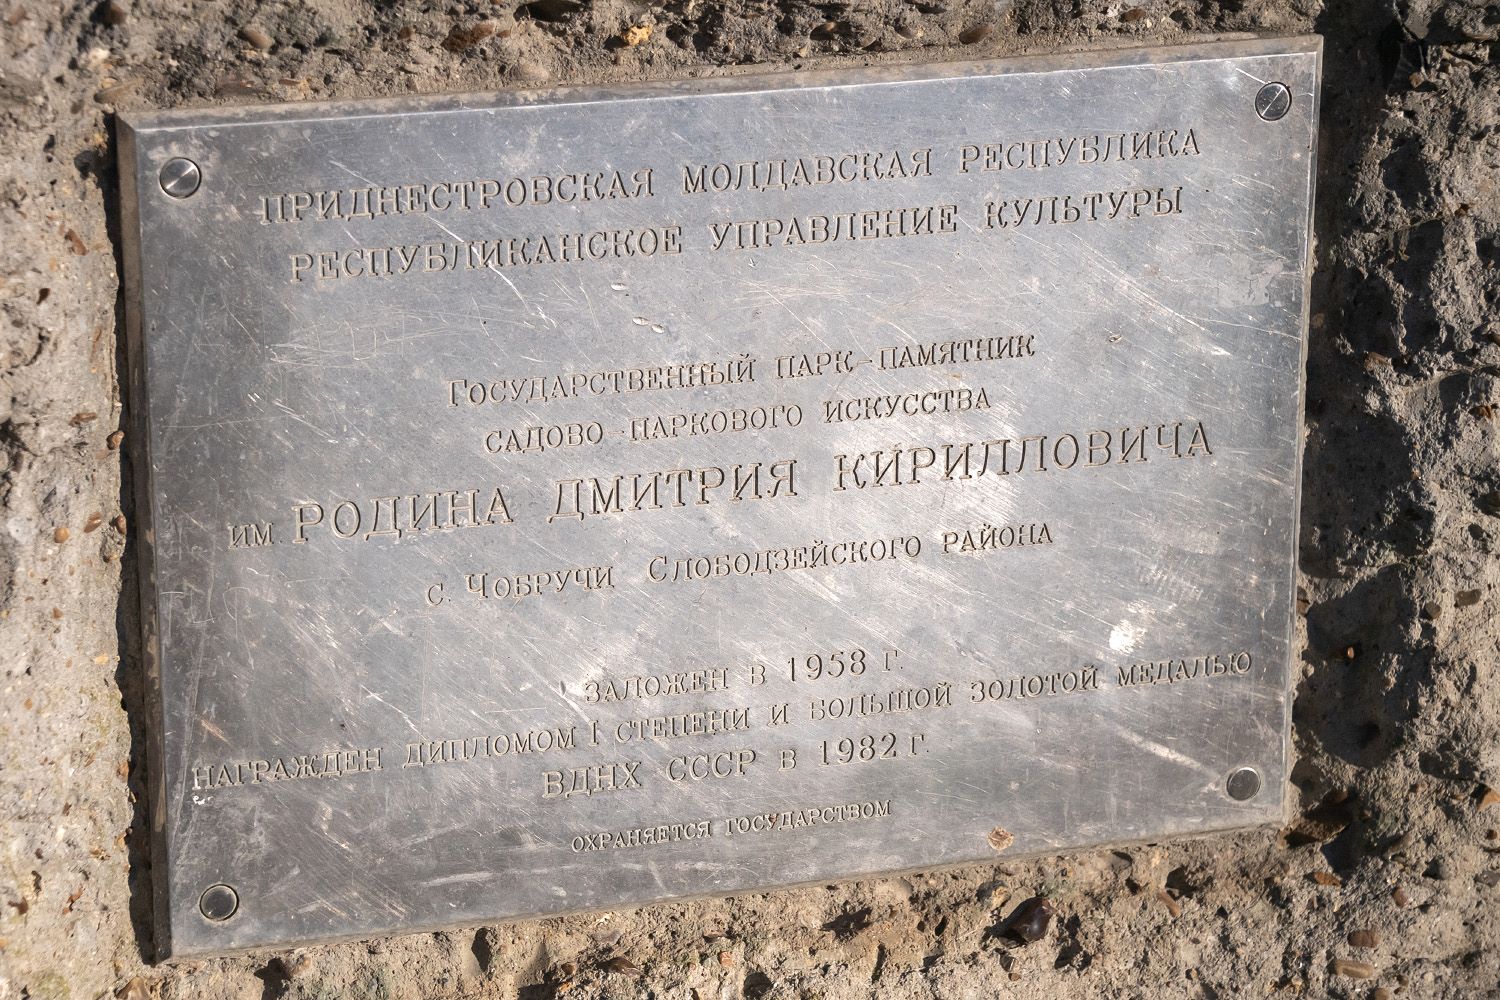 ПРИДНЕСТРОВСКАЯ МОЛДАВСКАЯ РЕСПУБЛИКА
РЕСПУБЛИКАНСКОЕ УПРАВЛЕНИЕ КУЛЬТУРЫ
ГОСУДАРСТВЕННЫЙ ПАРК-ПАМЯТНИК
САДОВО-ПАРКОВОГО ИСКУССТВА
ИМ. РОДИНА ДМИТРИЯ КИРИЛЛОВИЧА
С. ЧОБРУЧИ СЛОБОДЗЕЙСКОГО РАЙОНА
ЗАЛОЖЕН В 1958 Г.
НАГРАЖДЕН ДИПЛОМОМ I СТЕПЕНИ И БОЛЬШОЙ ЗОЛОТОЙ МЕДАЛЬЮ
ВДНХ СССР В 1982 Г.
ОХРАНЯЕТСЯ ГОСУДАРСТВОМ